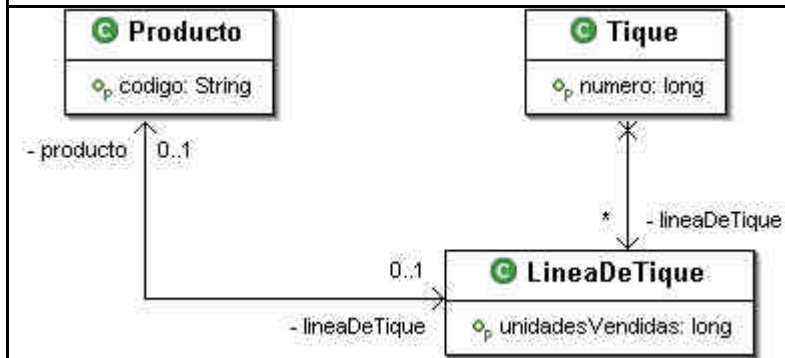 Producto
codigo: String
Tique
numero: long
- producto
0..1
*
- lineaDeTique
0..1
- lineaDeTique
LineaDeTique
unidadesVendidas: long